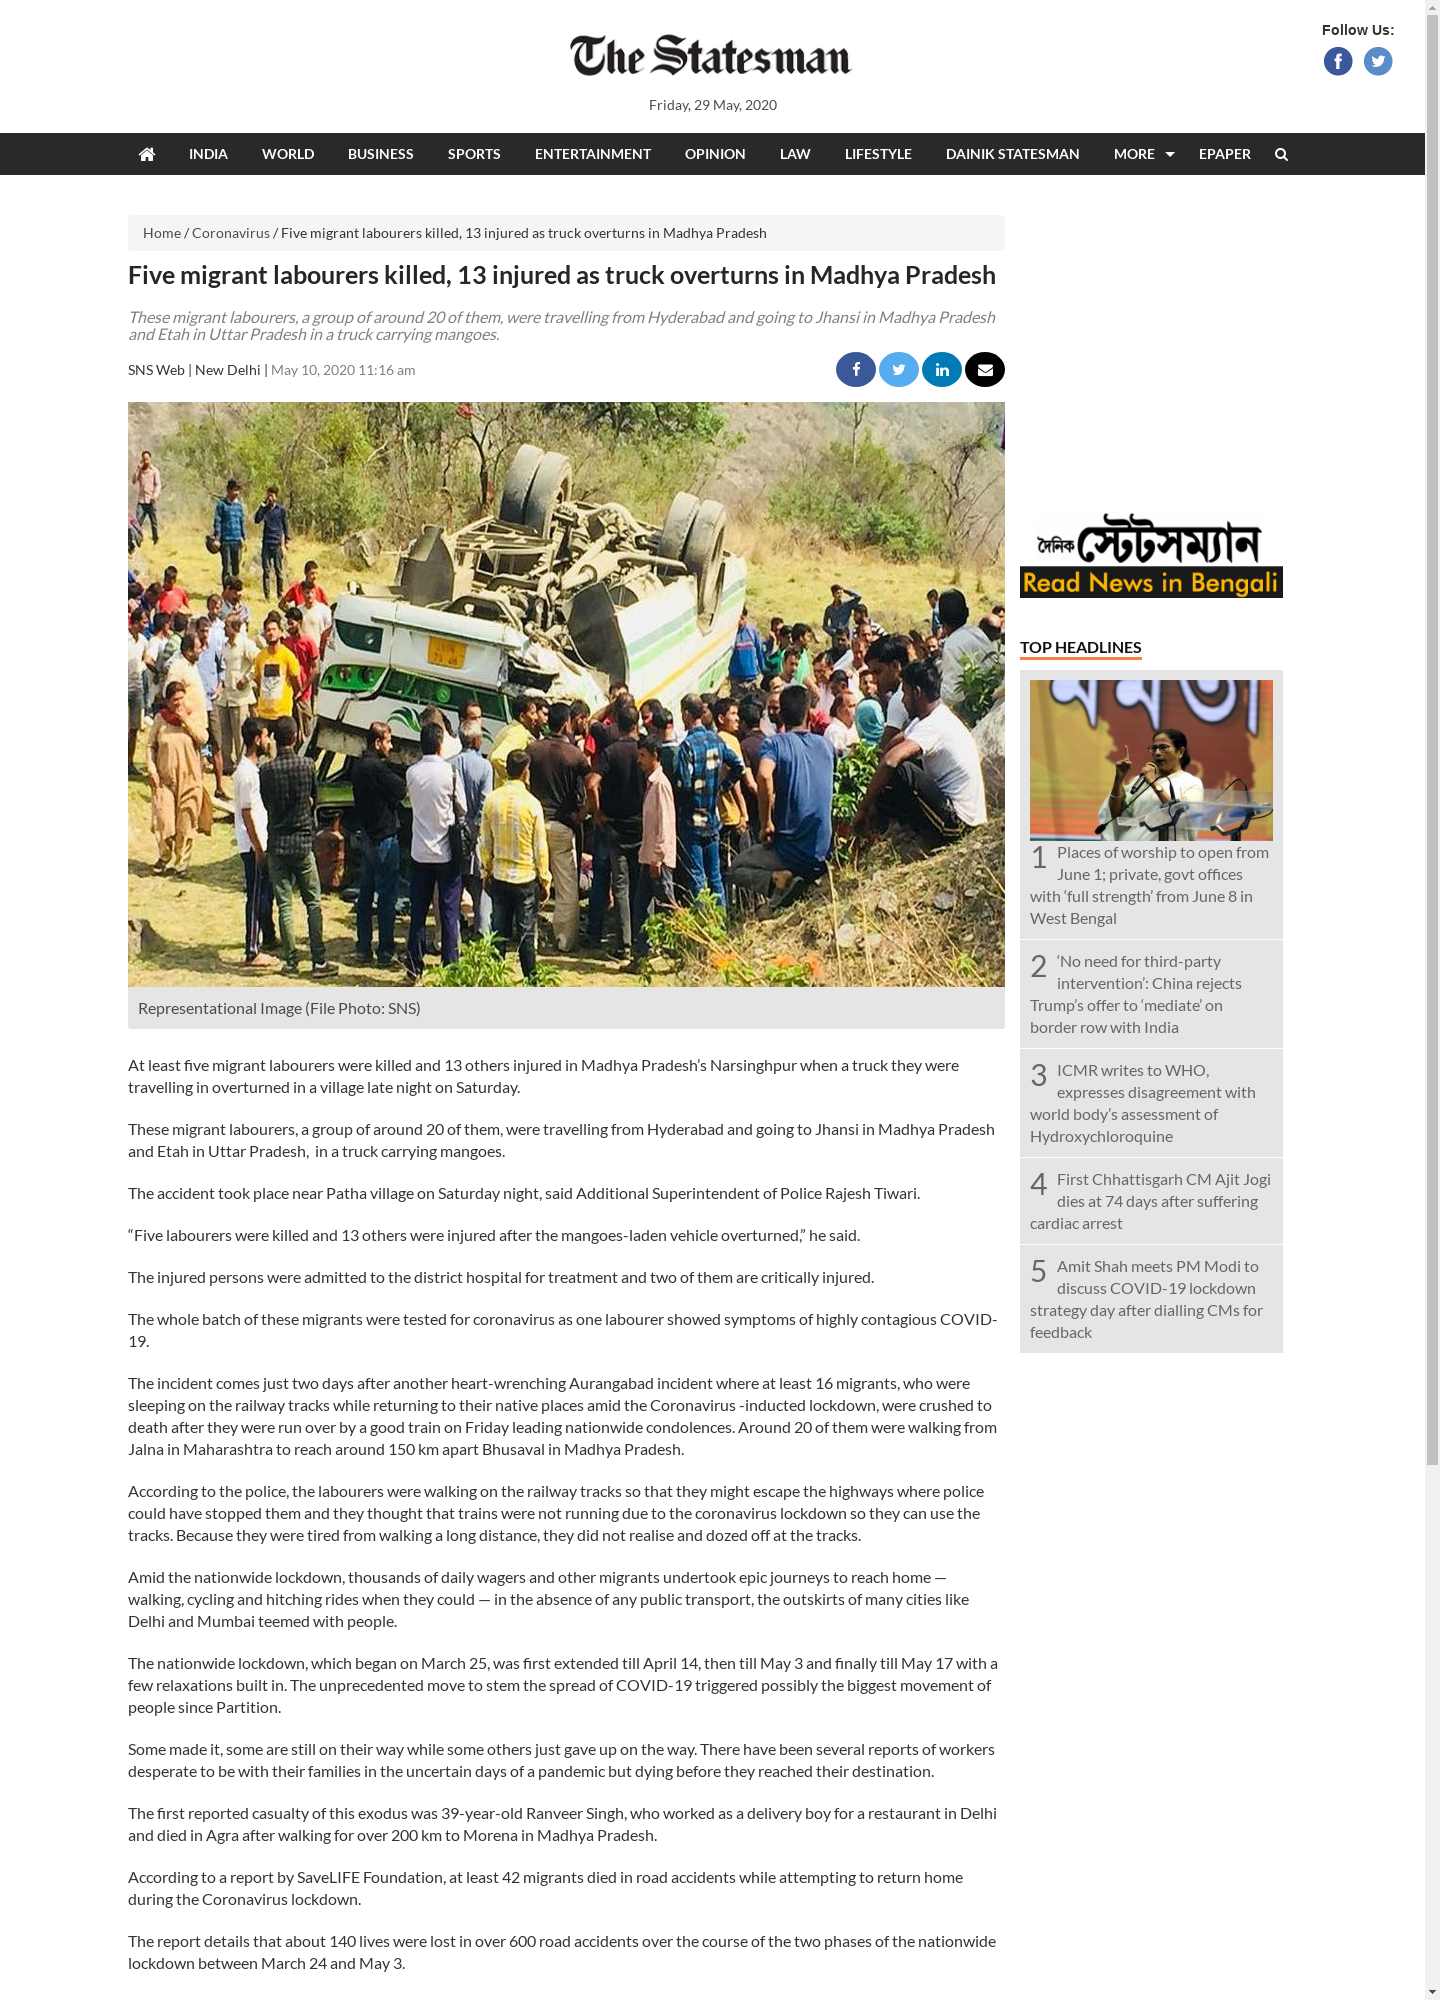 Follow Us:
The Statesman
Friday, 29 May, 2020
INDIA WORLD BUSINESS SPORTS ENTERTAINMENT OPINION LAW LIFESTYLE DAINIK STATESMAN MORE EPAPER
Home / Coronavirus / Five migrant labourers killed, 13 injured as truck overturns in Madhya Pradesh
Five migrant labourers killed, 13 injured as truck overturns in Madhya Pradesh
These migrant labourers, a group of around 20 of them, were travelling from Hyderabad and going to Jhansi in Madhya Pradesh
and Etah in Uttar Pradesh in a truck carrying mangoes.
SNS Web | New Delhi | May 10, 2020 11:16 am
Representational Image (File Photo: SNS)
At least five migrant labourers were killed and 13 others injured in Madhya Pradesh’s Narsinghpur when a truck they were
travelling in overturned in a village late night on Saturday.
These migrant labourers, a group of around 20 of them, were travelling from Hyderabad and going to Jhansi in Madhya Pradesh
and Etah in Uttar Pradesh,  in a truck carrying mangoes.
The accident took place near Patha village on Saturday night, said Additional Superintendent of Police Rajesh Tiwari.
“Five labourers were killed and 13 others were injured after the mangoes-laden vehicle overturned,” he said.
The injured persons were admitted to the district hospital for treatment and two of them are critically injured.
The whole batch of these migrants were tested for coronavirus as one labourer showed symptoms of highly contagious COVID-
19.
The incident comes just two days after another heart-wrenching Aurangabad incident where at least 16 migrants, who were
sleeping on the railway tracks while returning to their native places amid the Coronavirus -inducted lockdown, were crushed to
death after they were run over by a good train on Friday leading nationwide condolences. Around 20 of them were walking from
Jalna in Maharashtra to reach around 150 km apart Bhusaval in Madhya Pradesh.
According to the police, the labourers were walking on the railway tracks so that they might escape the highways where police
could have stopped them and they thought that trains were not running due to the coronavirus lockdown so they can use the
tracks. Because they were tired from walking a long distance, they did not realise and dozed off at the tracks.
Amid the nationwide lockdown, thousands of daily wagers and other migrants undertook epic journeys to reach home —
walking, cycling and hitching rides when they could — in the absence of any public transport, the outskirts of many cities like
Delhi and Mumbai teemed with people.
The nationwide lockdown, which began on March 25, was first extended till April 14, then till May 3 and finally till May 17 with a
few relaxations built in. The unprecedented move to stem the spread of COVID-19 triggered possibly the biggest movement of
people since Partition.
Some made it, some are still on their way while some others just gave up on the way. There have been several reports of workers
desperate to be with their families in the uncertain days of a pandemic but dying before they reached their destination.
The first reported casualty of this exodus was 39-year-old Ranveer Singh, who worked as a delivery boy for a restaurant in Delhi
and died in Agra after walking for over 200 km to Morena in Madhya Pradesh.
According to a report by SaveLIFE Foundation, at least 42 migrants died in road accidents while attempting to return home
during the Coronavirus lockdown.
The report details that about 140 lives were lost in over 600 road accidents over the course of the two phases of the nationwide
lockdown between March 24 and May 3.
দৈনিক স্টেটসম্যান
Read News in Bengali
TOP HEADLINES
মমতা
1 Places of worship to open from
June 1; private, govt offices
with ‘full strength’ from June 8 in
West Bengal
2 ‘No need for third-party
intervention’: China rejects
Trump’s offer to ‘mediate’ on
border row with India
3 ICMR writes to WHO,
expresses disagreement with
world body’s assessment of
Hydroxychloroquine
4 First Chhattisgarh CM Ajit Jogi
dies at 74 days after suffering
cardiac arrest
5 Amit Shah meets PM Modi to
discuss COVID-19 lockdown
strategy day after dialling CMs for
feedback